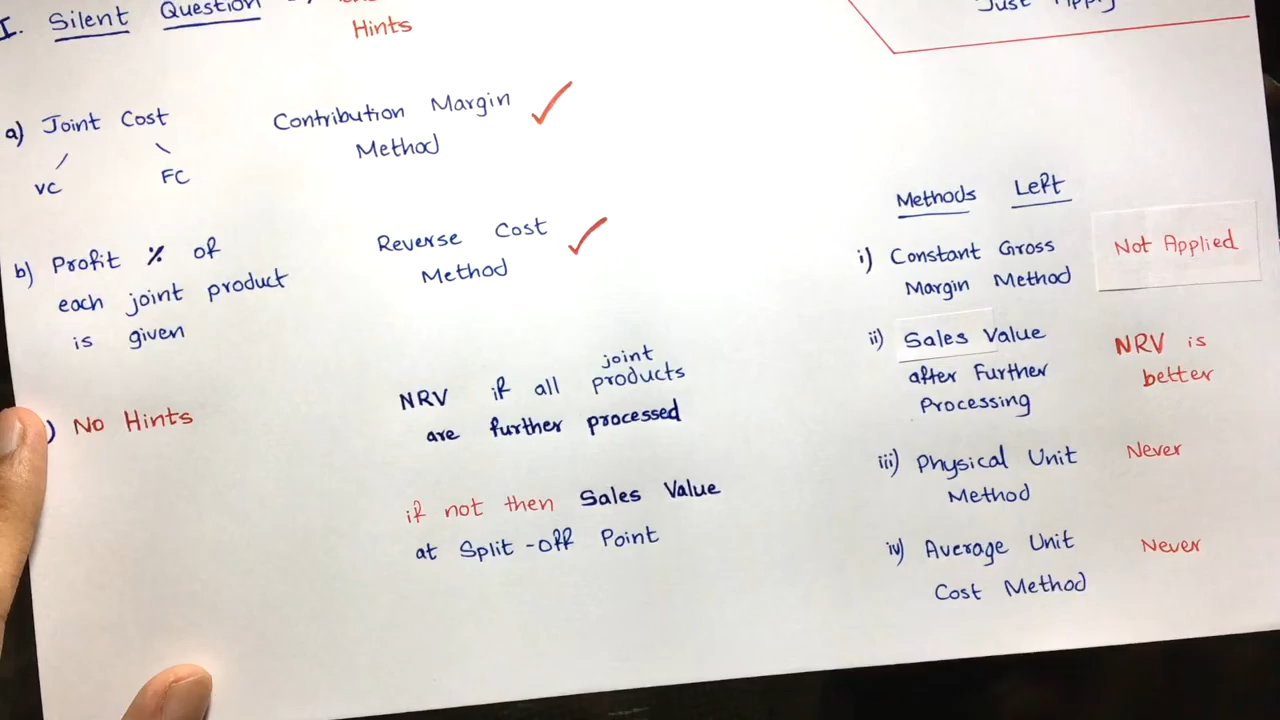 I. Silent Question
Hints
Just Apply
a) Joint Cost
VC FC
Contribution Margin
Method
b) Profit % of
each joint product
is given
Reverse Cost
Method
) No Hints
NRV if all joint products
are further processed
if not then Sales Value
at Split-off Point
Methods Left
i) Constant Gross
Margin Method
Not Applied
ii) Sales Value
after Further
Processing
NRV is
better
iii) Physical Unit
Method
Never
iv) Average Unit
Cost Method
Never